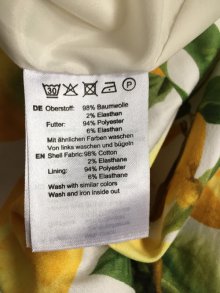 30 P
DE Oberstoff: 98% Baumwolle
2% Elasthan
Futter: 94% Polyester
6% Elasthan
Mit ähnlichen Farben waschen
Von links waschen und bügeln
EN Shell Fabric: 98% Cotton
2% Elasthane
Lining: 94% Polyester
6% Elasthane
Wash with similar colors
Wash and iron inside out